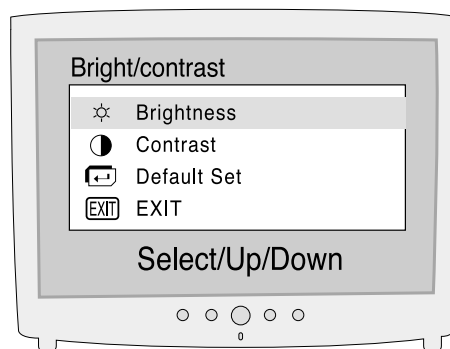 Bright/contrast
Brightness
Contrast
Default Set
EXIT EXIT
Select/Up/Down
0